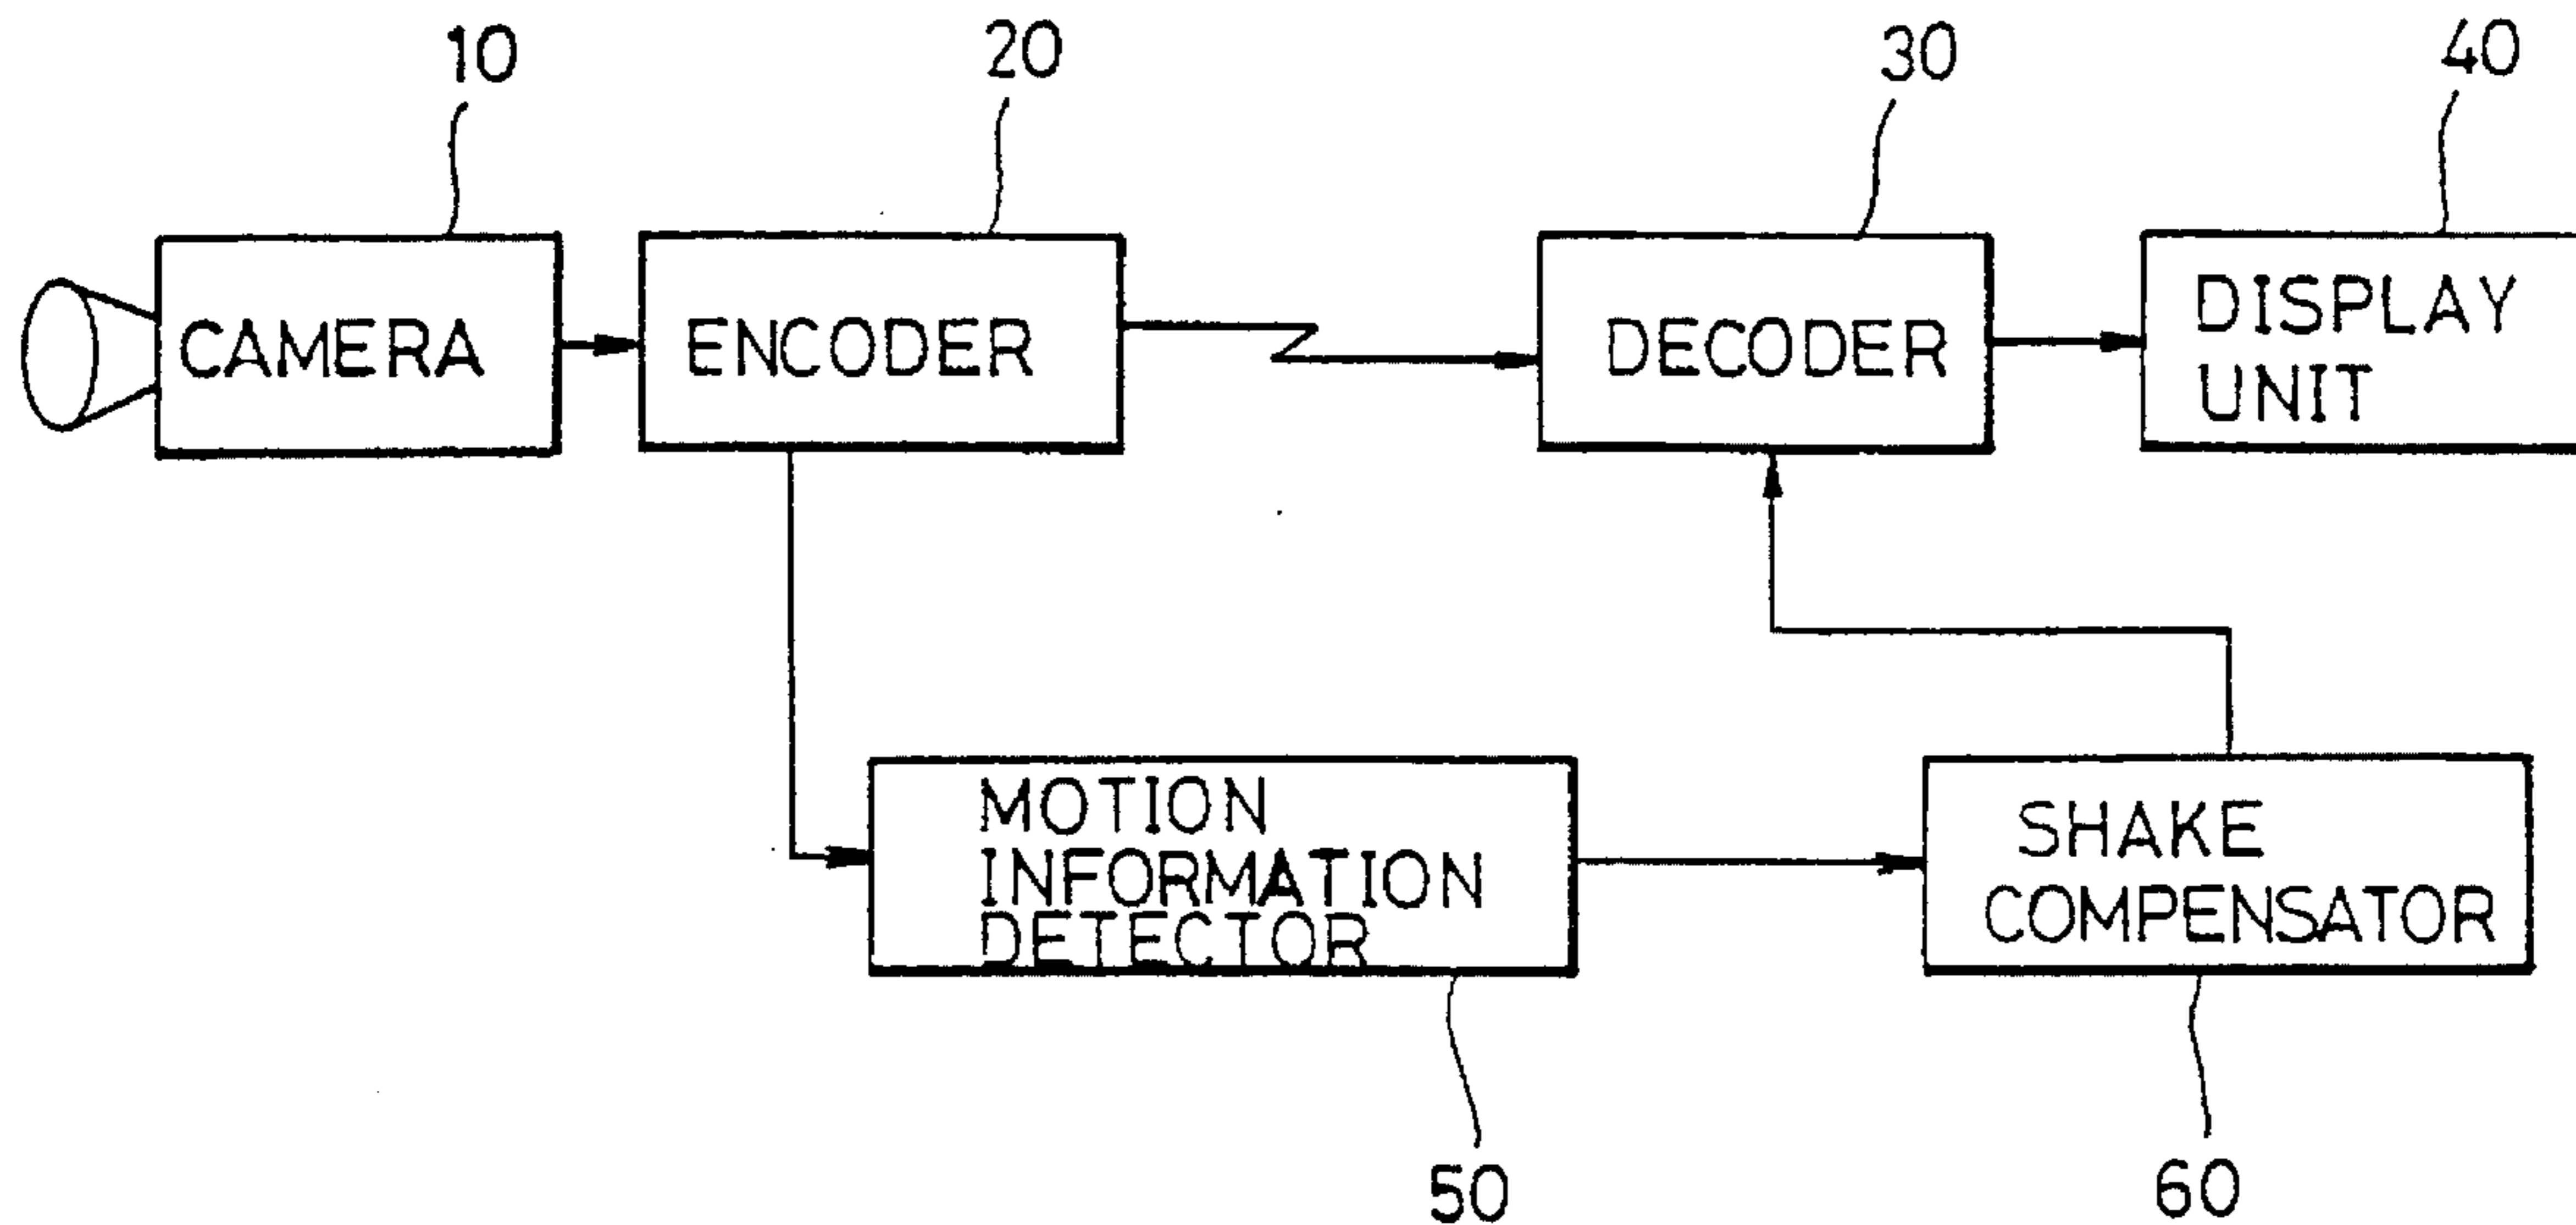 10
20
30
40
CAMERA
ENCODER
DECODER
DISPLAY
UNIT
MOTION
INFORMATION
DETECTOR
SHAKE
COMPENSATOR
50
60